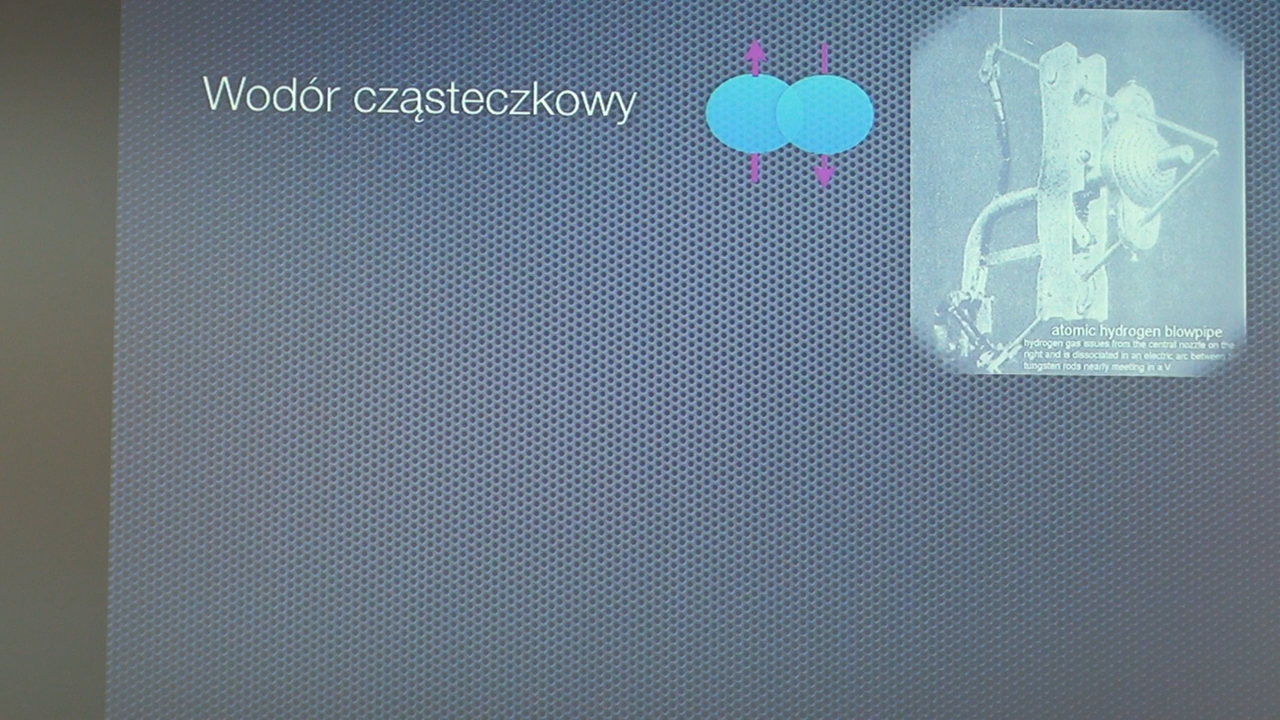 Wodór cząsteczkowy
atomic hydrogen blowpipe
hydrogen gas issues from the central nozzle on the
right and is dissociated in an electric arc between
tungsten rods nearly meeting in a V